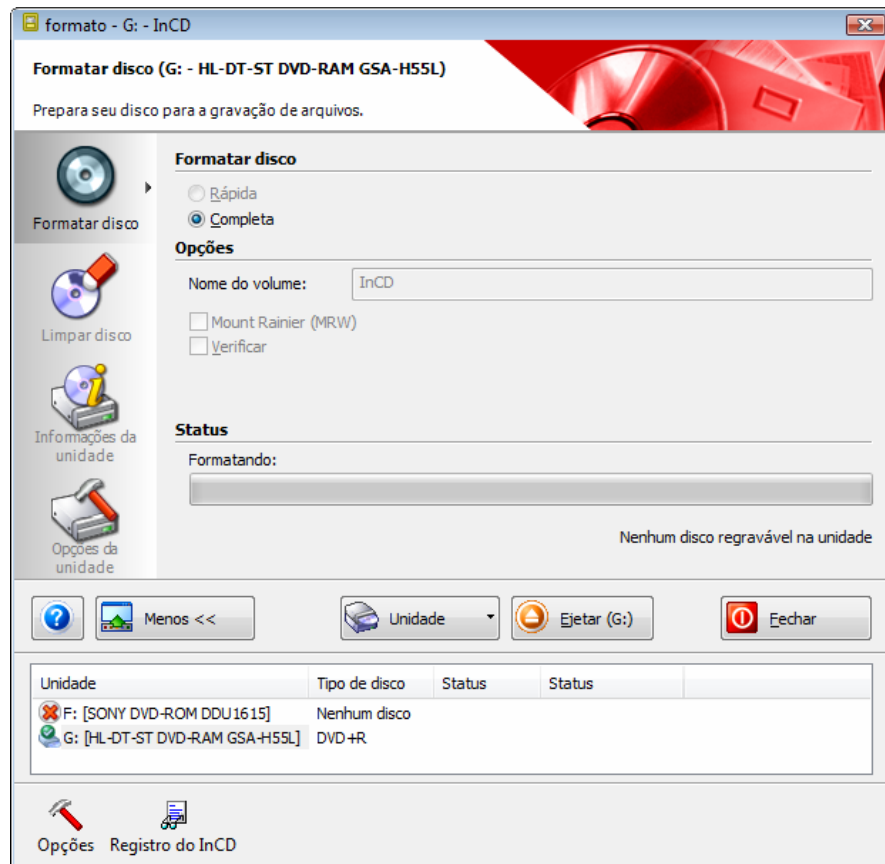 formato - G: - InCD
Formatar disco (G: - HL-DT-ST DVD-RAM GSA-H55L)
Prepara seu disco para a gravação de arquivos.
Formatar disco
Limpar disco
Informações da
unidade
Opções da
unidade
Formatar disco
Rápida
Completa
Opções
Nome do volume: InCD
Mount Rainier (MRW)
Verificar
Status
Formatando:
Nenhum disco regravável na unidade
Menos << Unidade Ejetar (G:) Fechar
Unidade Tipo de disco Status Status
F: [SONY DVD-ROM DDU1615] Nenhum disco
G: [HL-DT-ST DVD-RAM GSA-H55L] DVD+R
Opções Registro do InCD